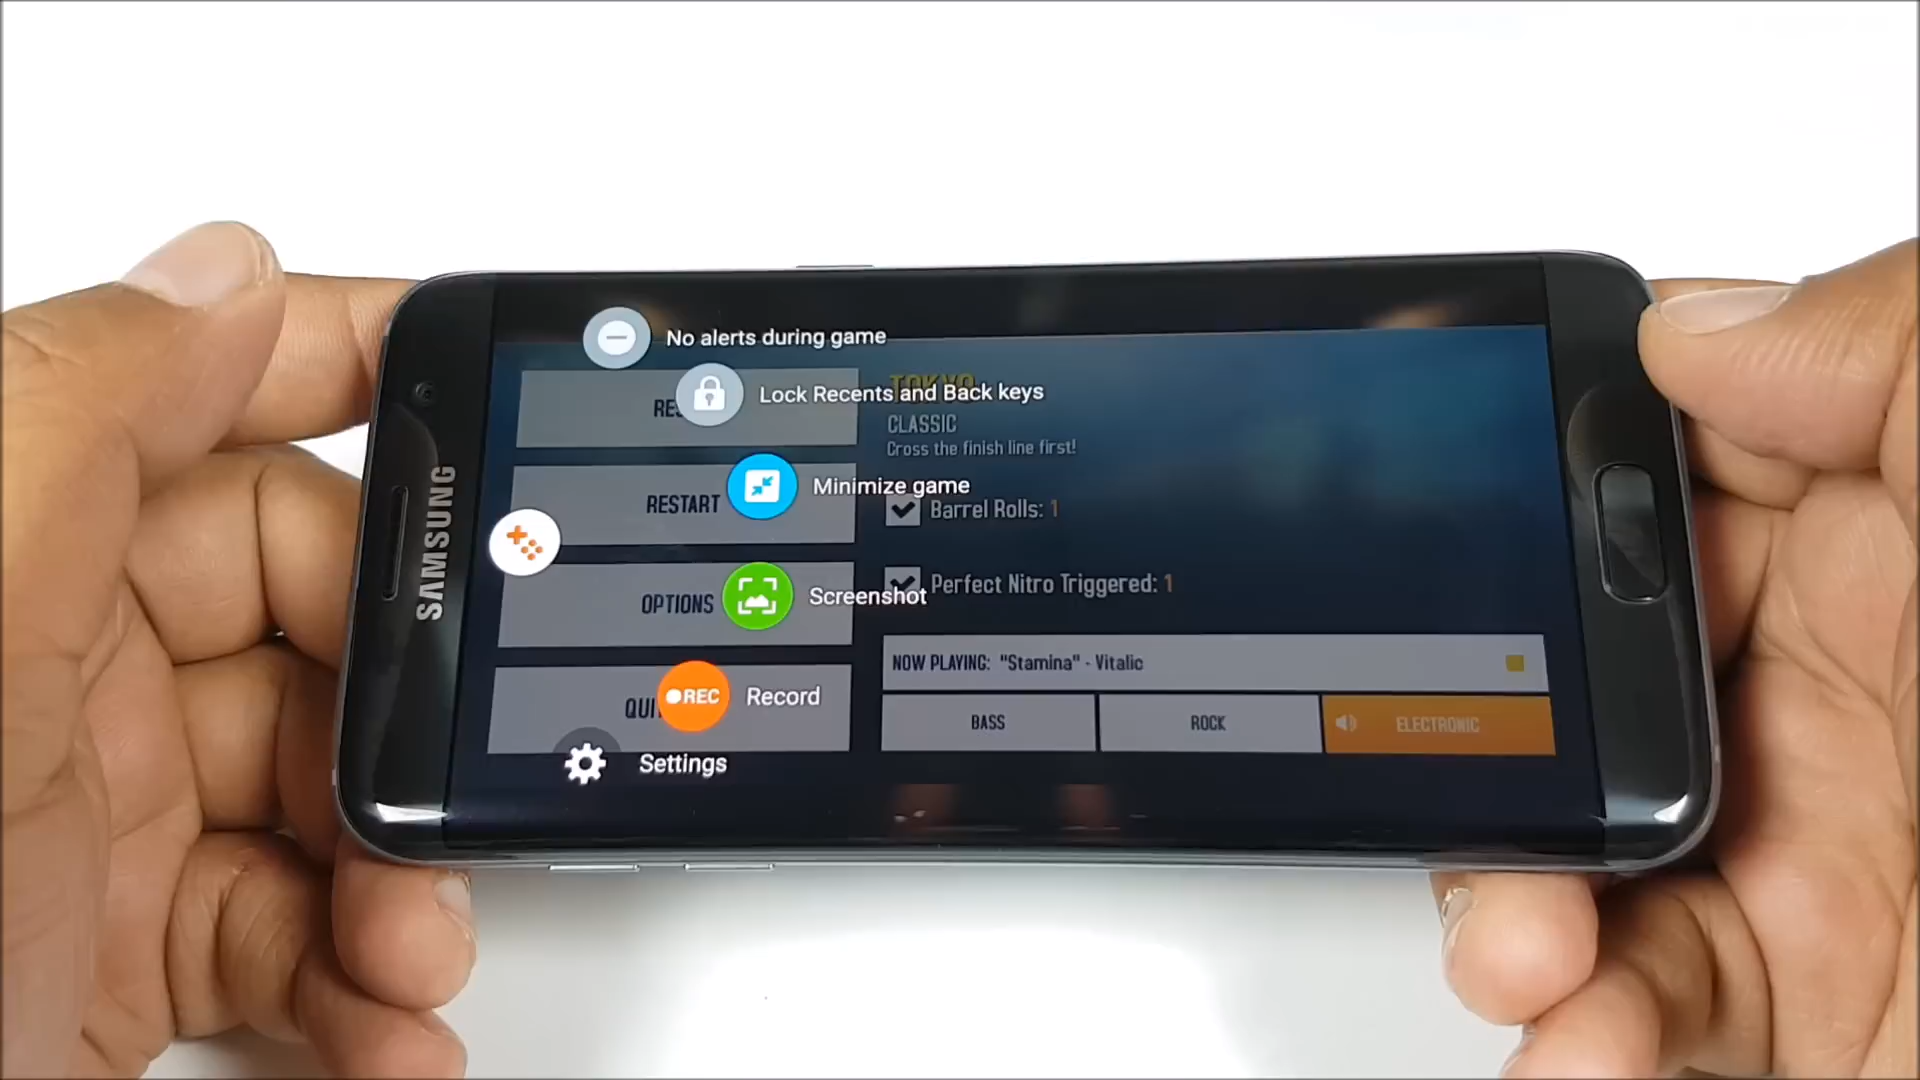 SAMSUNG
No alerts during game
TOKYO
Lock Recents and Back keys
CLASSIC
Cross the finish line first!
Minimize game
RESTART
Barrel Rolls: 1
Perfect Nitro Triggered: 1
OPTIONS
Screenshot
NOW PLAYING: "Stamina" - Vitalic
REC
Record
BASS
ROCK
ELECTRONIC
Settings